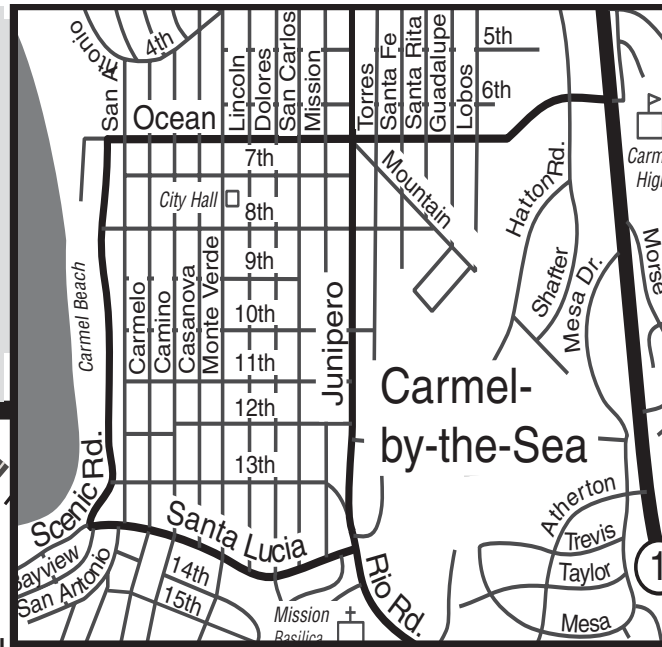 San Antonio
4th
5th
6th
Ocean
Lincoln
Dolores
San Carlos
Mission
Torres
Santa Fe
Santa Rita
Guadalupe
Lobos
7th
City Hall
8th
9th
10th
11th
12th
13th
Mountain
Hatton Rd.
Shafter
Mesa Dr.
Morse
Carmel Beach
Carmelo
Camino
Casanova
Monte Verde
Junipero
Carmel-
by-the-Sea
Scenic Rd.
Santa Lucia
Bayview
San Antonio
14th
15th
Mission
Basilica
Rio Rd.
Atherton
Trevis
Taylor
Mesa
1
Carm
High